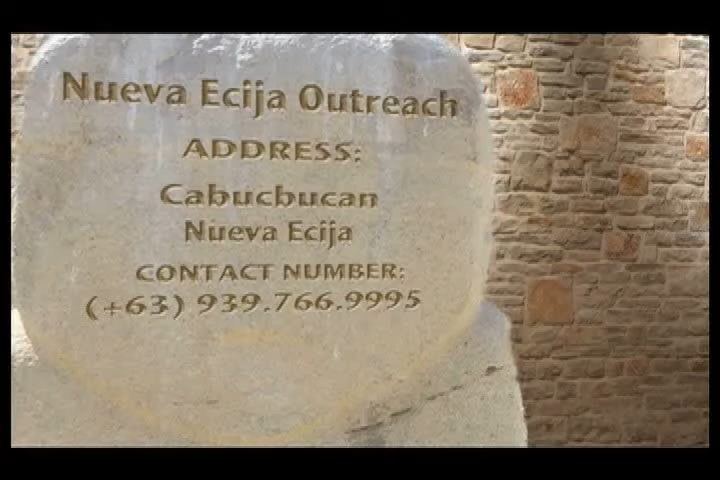 Nueva Ecija Outreach
ADDRESS:
Cabucbucan
Nueva Ecija
CONTACT NUMBER:
(+63) 939.766.9995